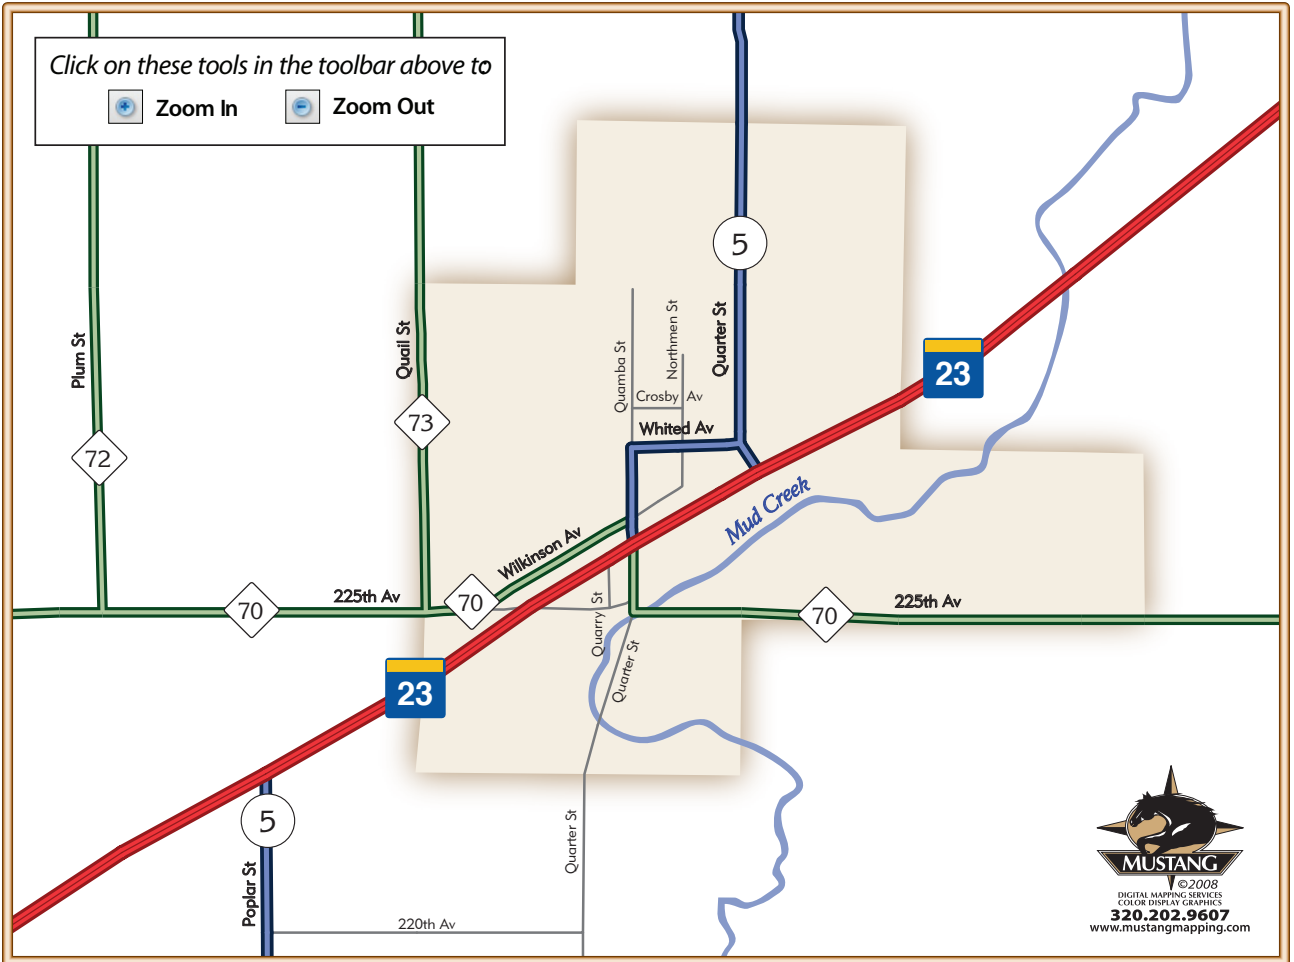 Click on these tools in the toolbar above to
Zoom In
Zoom Out
5
Plum St
Quail St
Quamba St
Northmen St
Quarter St
23
Crosby Av
Whited Av
73
72
Mud Creek
Wilkinson Av
225th Av
70
70
Quarry St
225th Av
70
Quarter St
23
5
Poplar St
Quarter St
220th Av
MUSTANG
©2008
DIGITAL MAPPING SERVICES
COLOR DISPLAY GRAPHICS
320.202.9607
www.mustangmapping.com